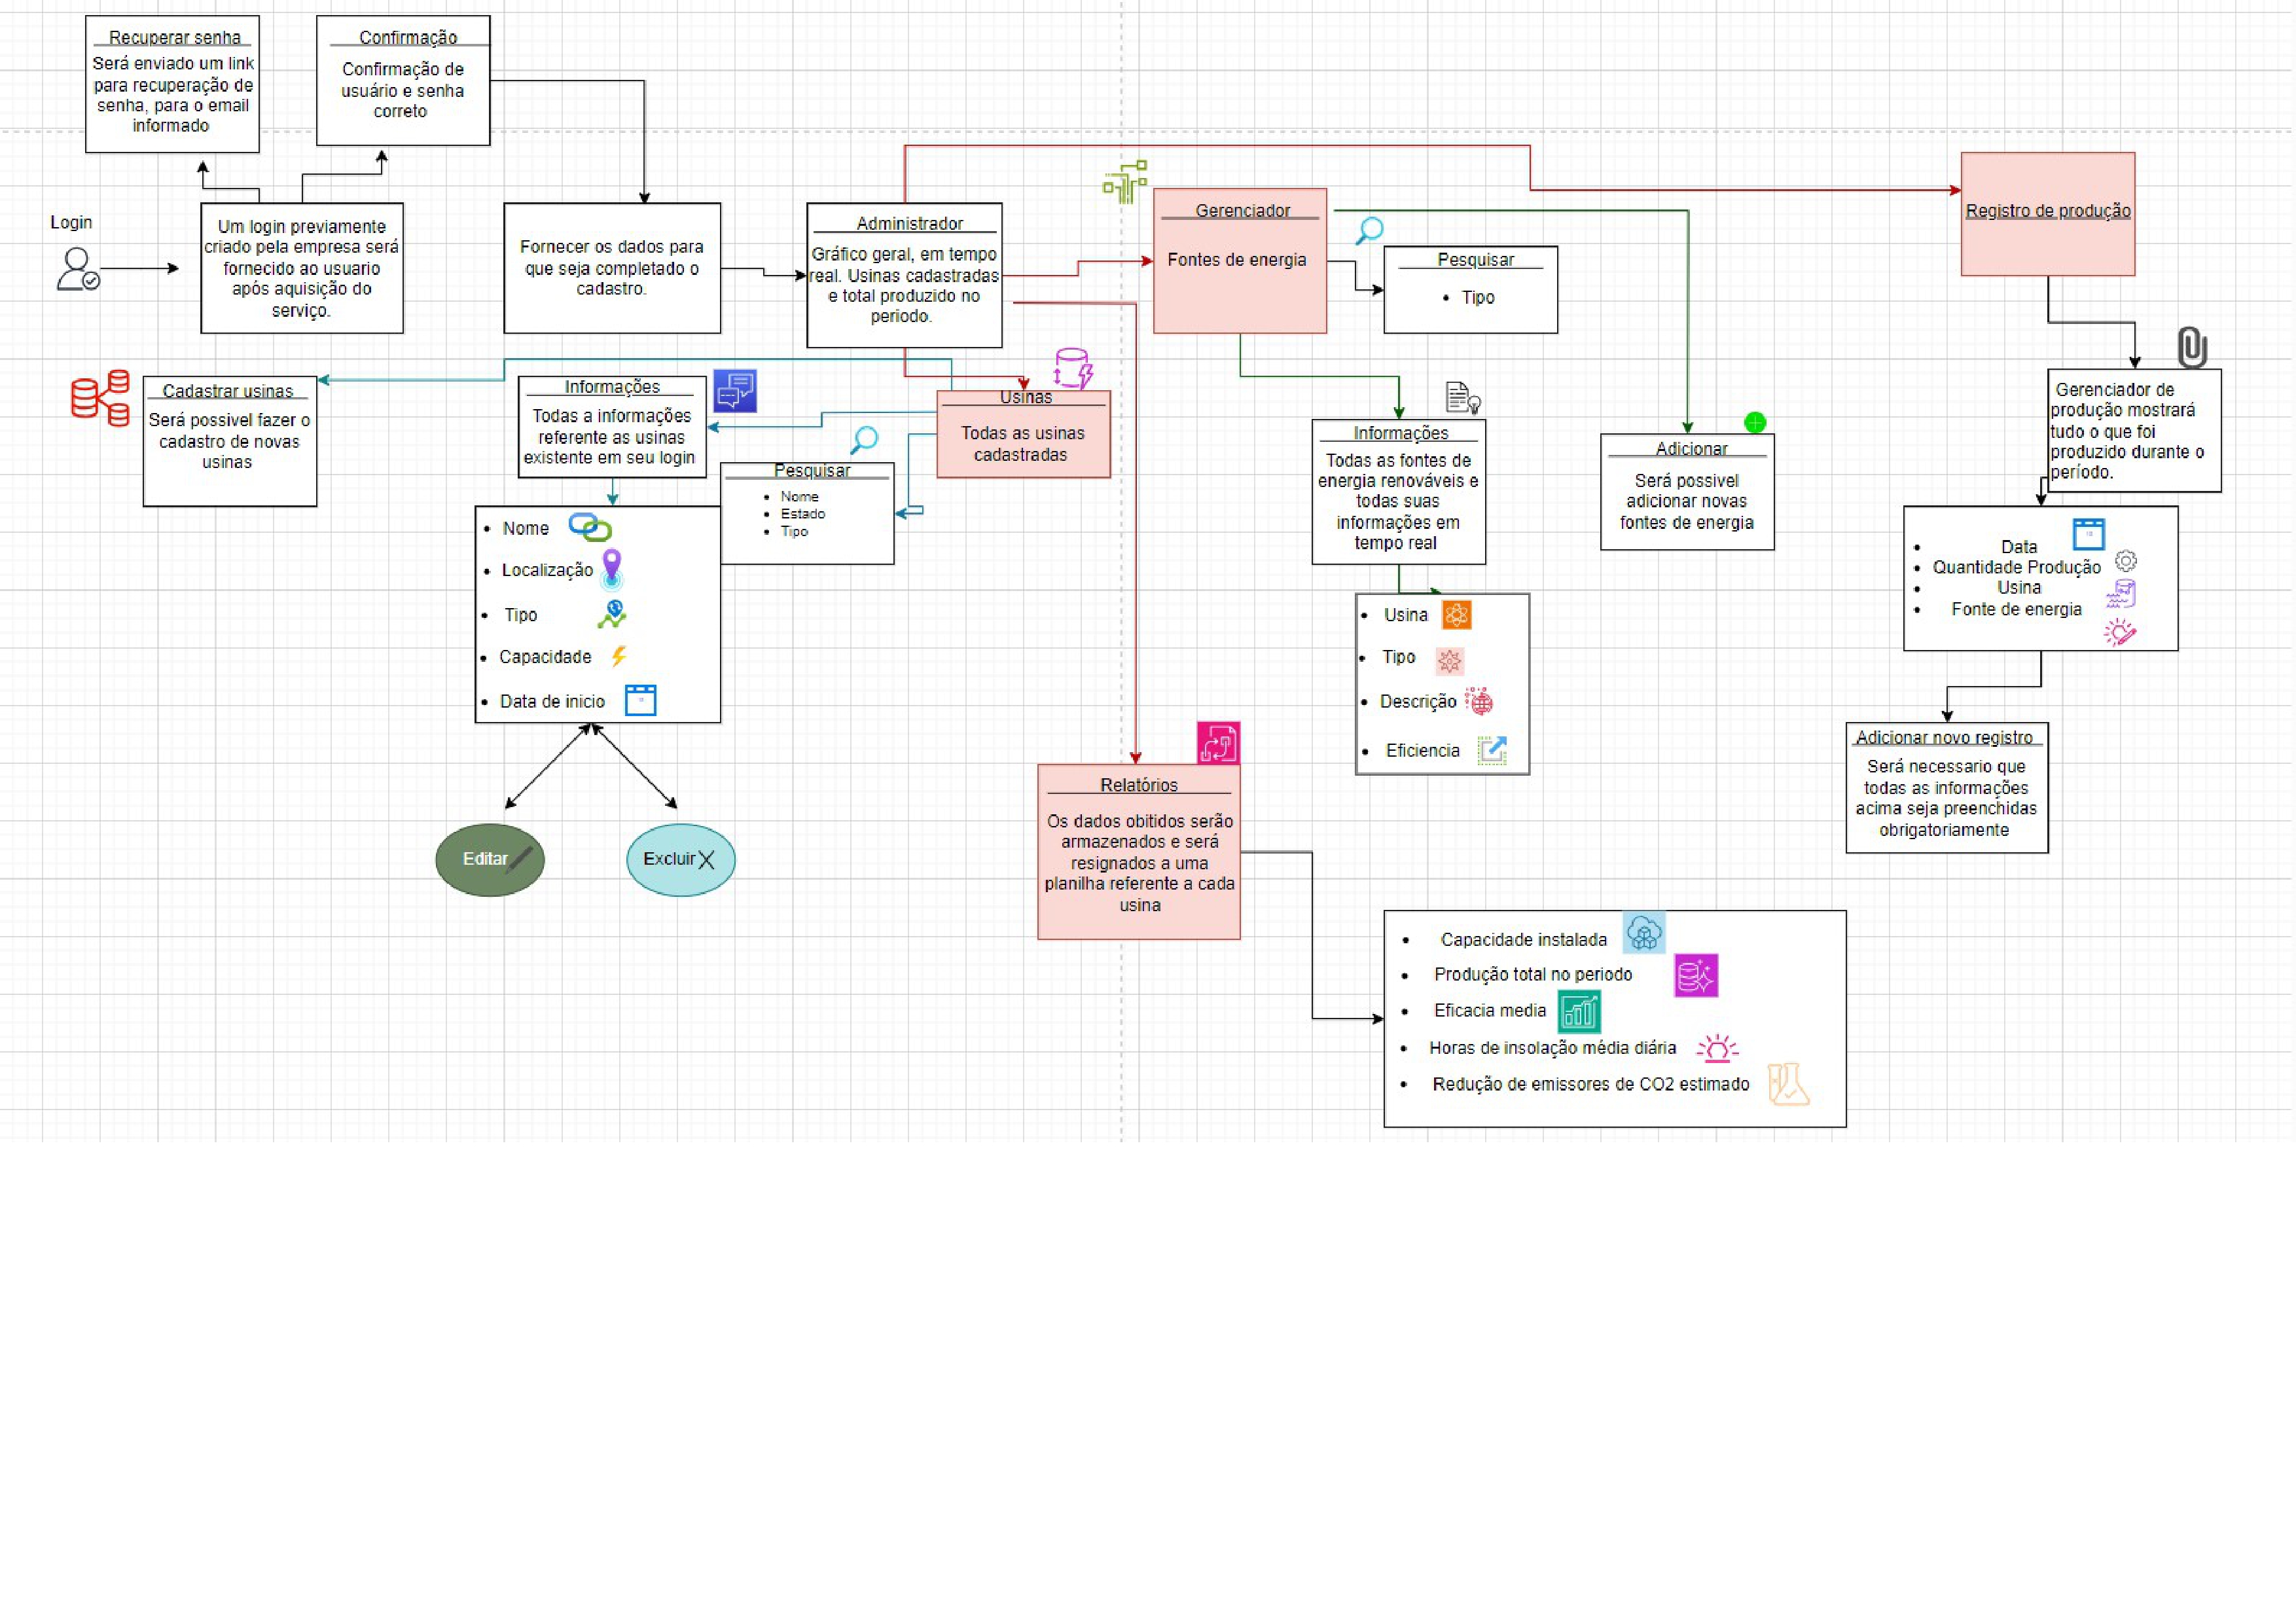 Recuperar senha
Será enviado um link
para recuperação de
senha, para o email
informado
Confirmação
Confirmação de
usuário e senha
correto
Login
Um login previamente
criado pela empresa será
fornecido ao usuario
após aquisição do
serviço.
Fornecer os dados para
que seja completado o
cadastro.
Administrador
Gráfico geral, em tempo
real. Usinas cadastradas
e total produzido no
periodo.
Gerenciador
Fontes de energia
Pesquisar
• Tipo
Registro de produção
Cadastrar usinas
Será possivel fazer o
cadastro de novas
usinas
Informações
Todas a informações
referente as usinas
existente em seu login
Usinas
Todas as usinas
cadastradas
Pesquisar
• Nome
• Estado
• Tipo
• Nome
• Localização
• Tipo
• Capacidade
• Data de inicio
Editar
Excluir
Informações
Todas as fontes de
energia renováveis e
todas suas
informações em
tempo real
• Usina
• Tipo
• Descrição
• Eficiencia
Adicionar
Será possivel
adicionar novas
fontes de energia
Gerenciador de
produção mostrará
tudo o que foi
produzido durante o
período.
• Data
• Quantidade Produção
• Usina
• Fonte de energia
Adicionar novo registro
Será necessario que
todas as informações
acima seja preenchidas
obrigatoriamente
Relatórios
Os dados obitidos serão
armazenados e será
resignados a uma
planilha referente a cada
usina
• Capacidade instalada
• Produção total no periodo
• Eficacia media
• Horas de insolação média diária
• Redução de emissores de CO2 estimado